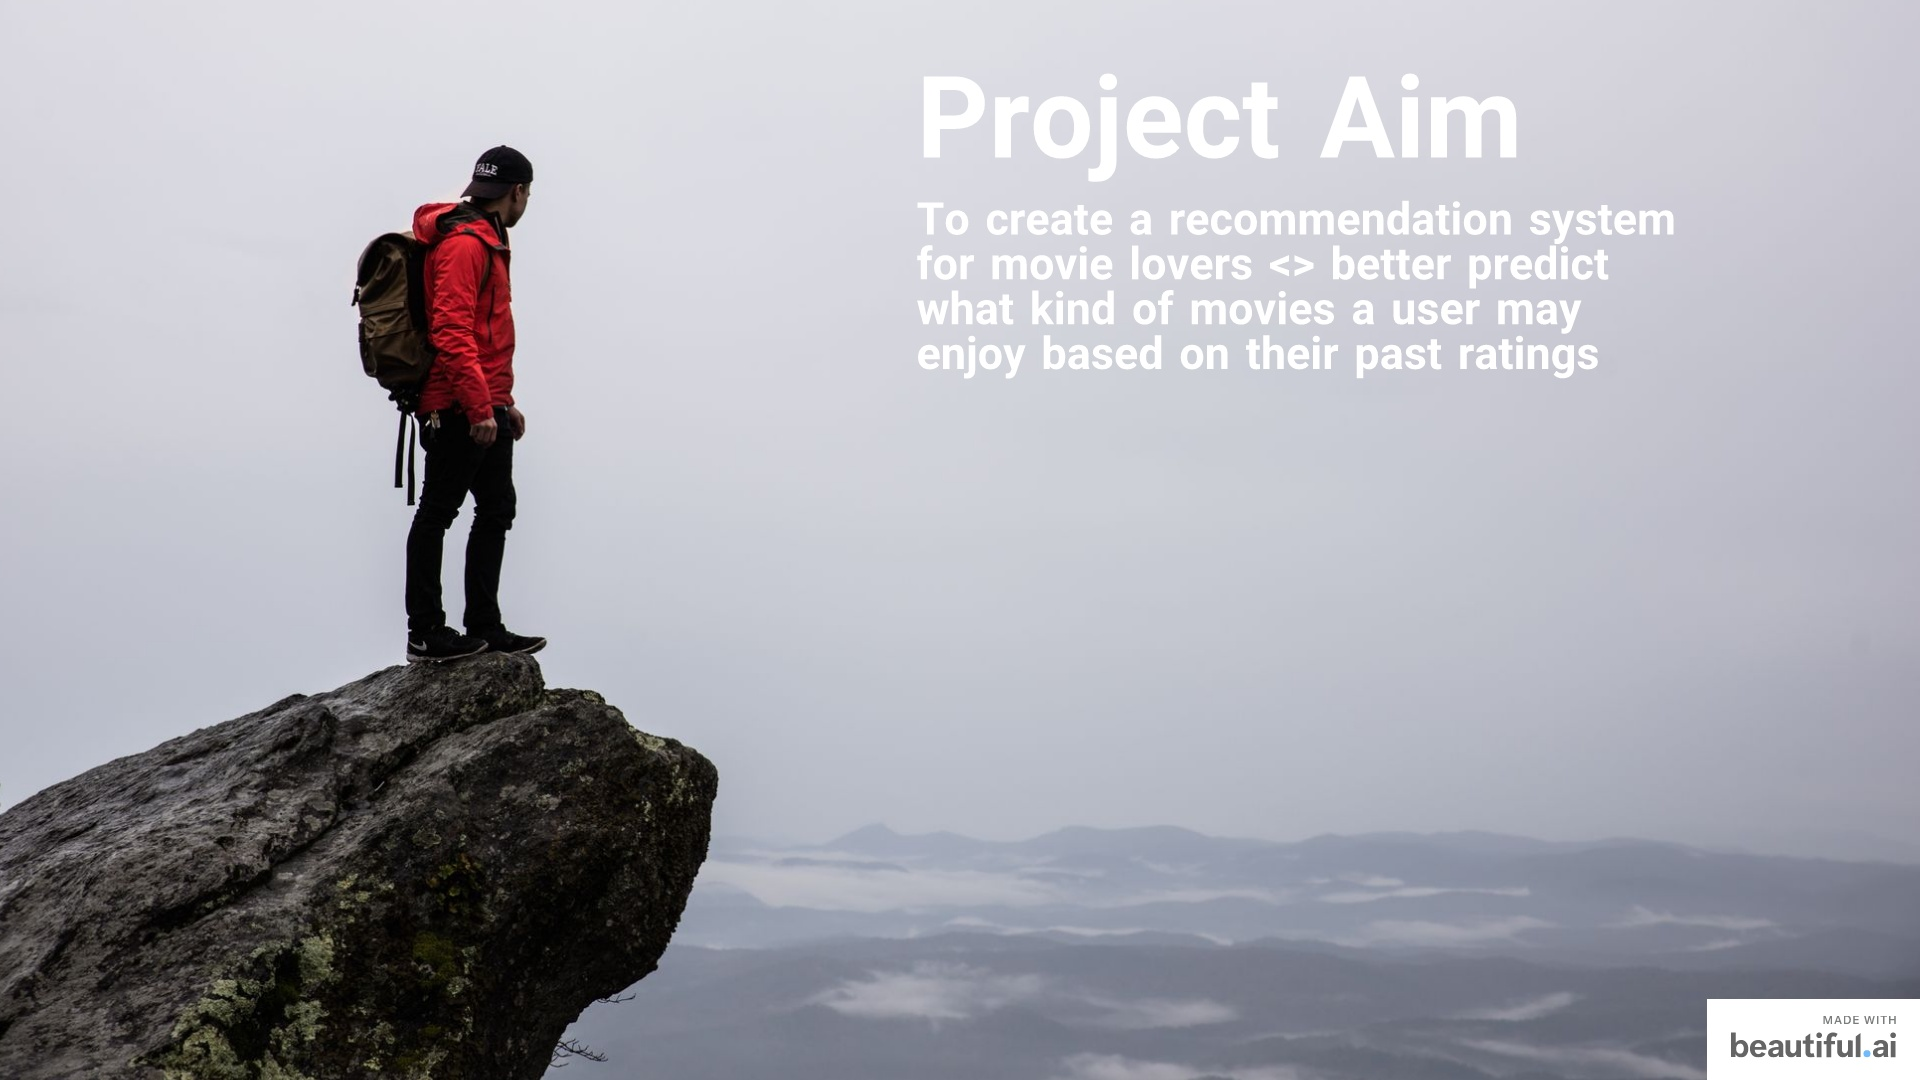 Project Aim
To create a recommendation system
for movie lovers <> better predict
what kind of movies a user may
enjoy based on their past ratings
YALE
MADE WITH
beautiful.ai